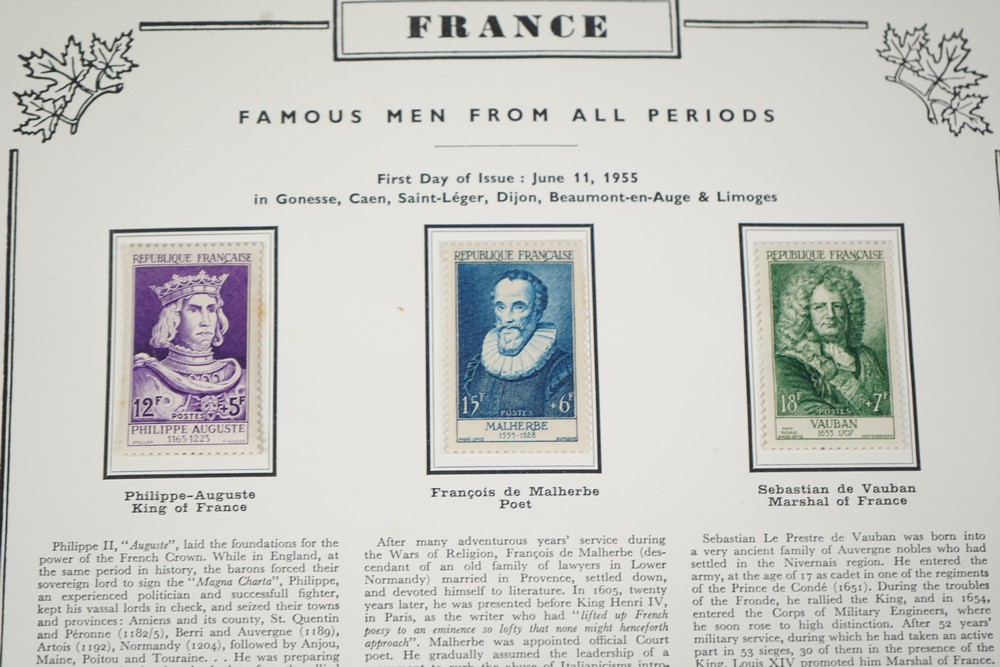 FRANCE
FAMOUS MEN FROM ALL PERIODS
First Day of Issue : June 11, 1955
in Gonesse, Caen, Saint-Léger, Dijon, Beaumont-en-Auge & Limoges
REPUBLIQUE FRANÇAISE
12F POSTES +5F
PHILIPPE AUGUSTE
1165-1223
REPUBLIQUE FRANÇAISE
15F POSTES +6F
MALHERBE
1555-1628
REPUBLIQUE FRANÇAISE
18F POSTES +7F
VAUBAN
1633 1707
Philippe-Auguste
King of France
François de Malherbe
Poet
Sebastian de Vauban
Marshal of France
Philippe II, "Auguste", laid the foundations for the
power of the French Crown. While in England, at
the same period in history, the barons forced their
sovereign lord to sign the "Magna Charta", Philippe,
an experienced politician and successfull fighter,
kept his vassal lords in check, and seized their towns
and provinces: Amiens and its county, St. Quentin
and Péronne (1182/5), Berri and Auvergne (1189),
Artois (1192), Normandy (1204), followed by Anjou,
Maine, Poitou and Touraine. . . . He was preparing
After many adventurous years' service during
the Wars of Religion, François de Malherbe (des-
cendant of an old family of lawyers in Lower
Normandy) married in Provence, settled down,
and devoted himself to literature. In 1605, twenty
years later, he was presented before King Henri IV,
in Paris, as the writer who had "lifted up French
poesy to an eminence so lofty that none might henceforth
approach". Malherbe was appointed official Court
poet. He gradually assumed the leadership of a
Sebastian Le Prestre de Vauban was born into
a very ancient family of Auvergne nobles who had
settled in the Nivernais region. He entered the
army, at the age of 17 as cadet in one of the regiments
of the Prince de Condé (1651). During the troubles
of the Fronde, he rallied the King, and in 1654,
entered the Corps of Military Engineers, where
he soon rose to high distinction. After 52 years'
military service, during which he had taken an active
part in 53 sieges, 30 of them in his charge as chief,
King Louis XIV promoted him Marshal of France